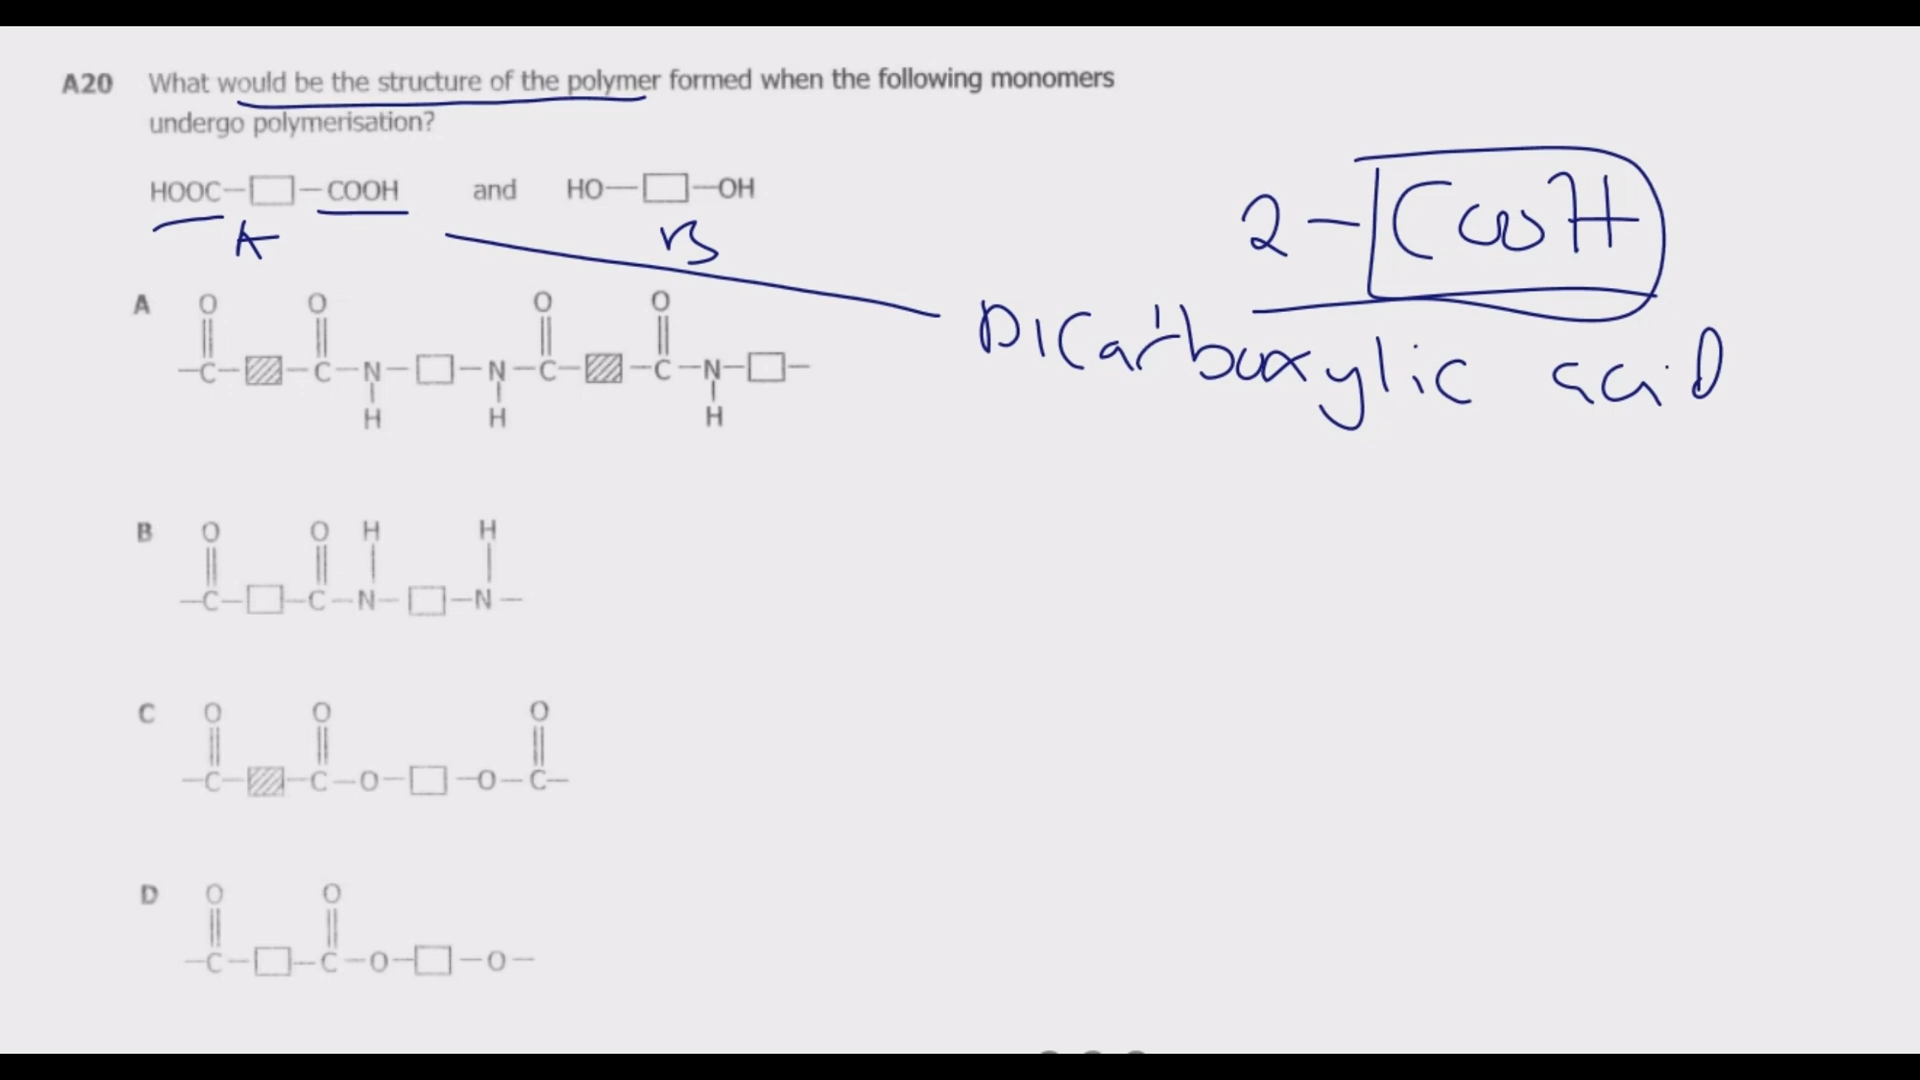 A20 What would be the structure of the polymer formed when the following monomers
undergo polymerisation?
HOOC COOH and HO OH
A B
2 - COOH
Dicarboxylic acid
A O O O O
C C N N C C N
H H H
B O O H H
C C N N
C O O O
C C O O C
D O O
C C O O